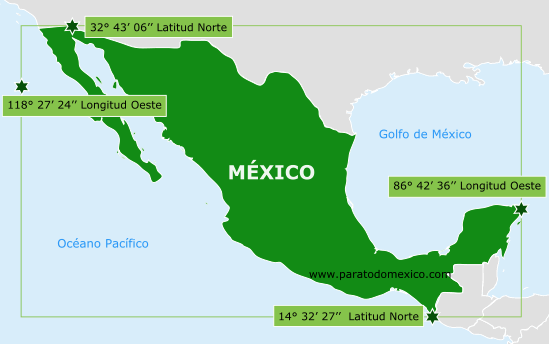 32° 43’ 06’’ Latitud Norte
118° 27’ 24’’ Longitud Oeste
Golfo de México
MÉXICO
86° 42’ 36’’ Longitud Oeste
Océano Pacífico
www.paratodomexico.com
14° 32’ 27’’ Latitud Norte